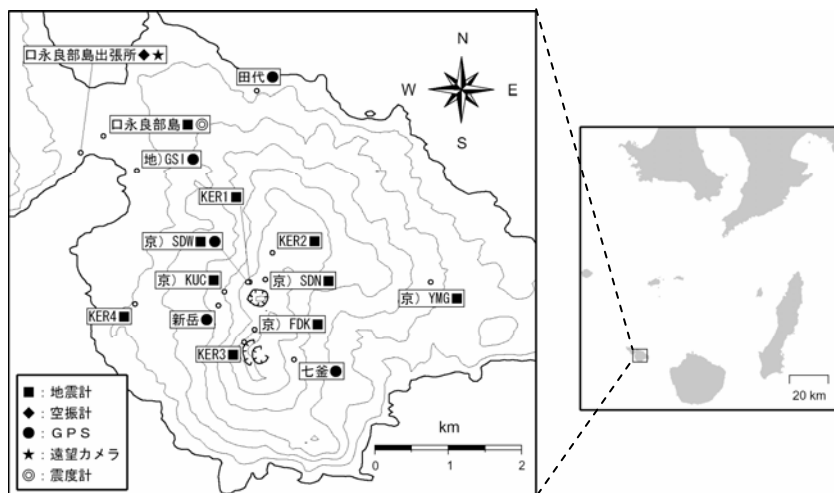 口永良部島出張所◆★
田代●
N
W E
S
口永良部島■◎
地）GSI●
KER1■
京）SDW■●
KER2■
京）KUC■
京）SDN■
京）YMG■
KER4■
新岳●
京）FDK■
KER3■
七釜●
■：地震計
◆：空振計
●：ＧＰＳ
★：遠望カメラ
◎：震度計
km
0 1 2
20 km